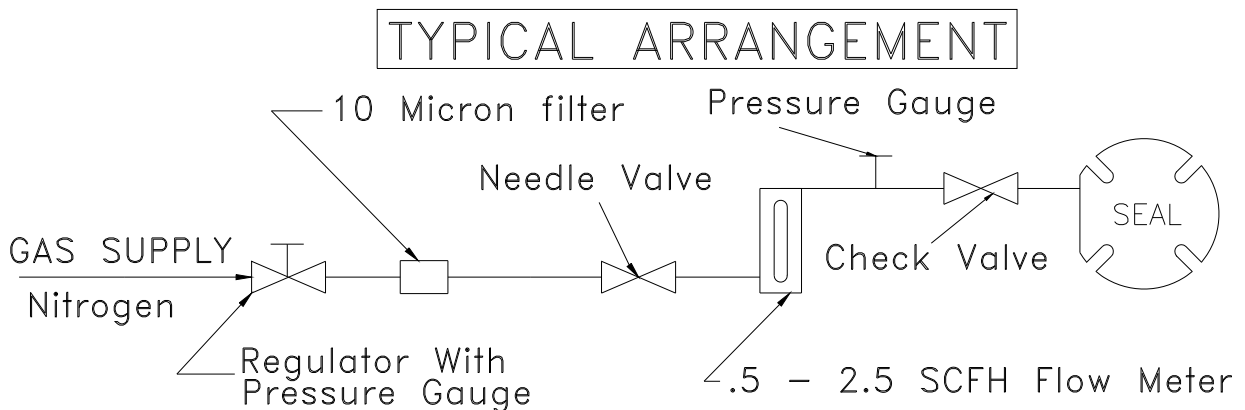 TYPICAL ARRANGEMENT
10 Micron filter
Pressure Gauge
Needle Valve
SEAL
GAS SUPPLY
Check Valve
Nitrogen
Regulator With
Pressure Gauge
.5 - 2.5 SCFH Flow Meter